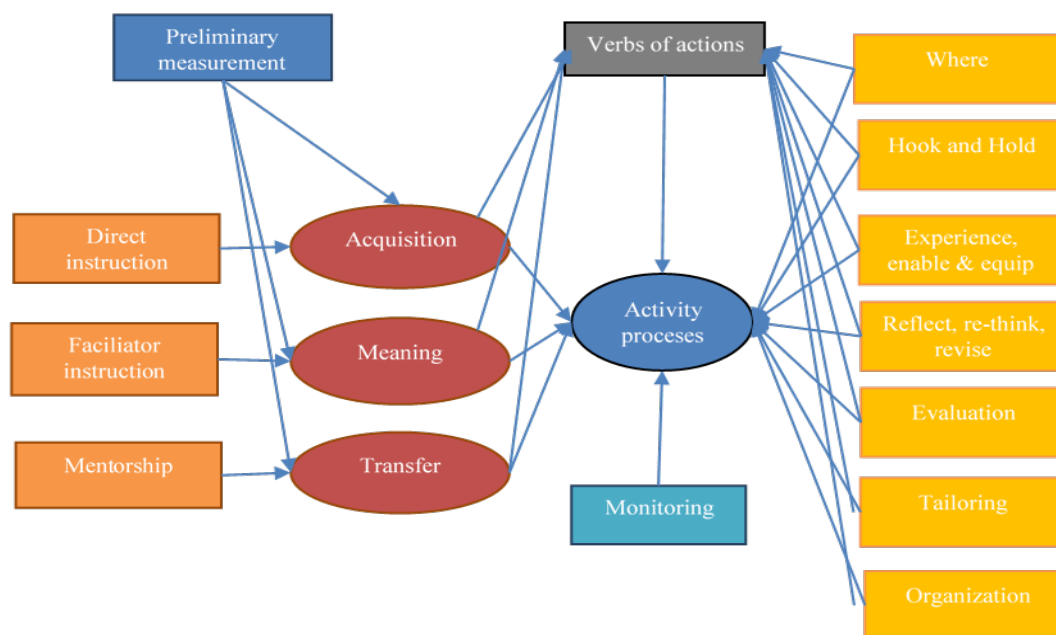 Preliminary
measurement
Verbs of actions
Where
Hook and Hold
Direct
instruction
Acquisition
Experience,
enable & equip
Activity
proceses
Faciliator
instruction
Meaning
Reflect, re-think,
revise
Evaluation
Mentorship
Transfer
Monitoring
Tailoring
Organization